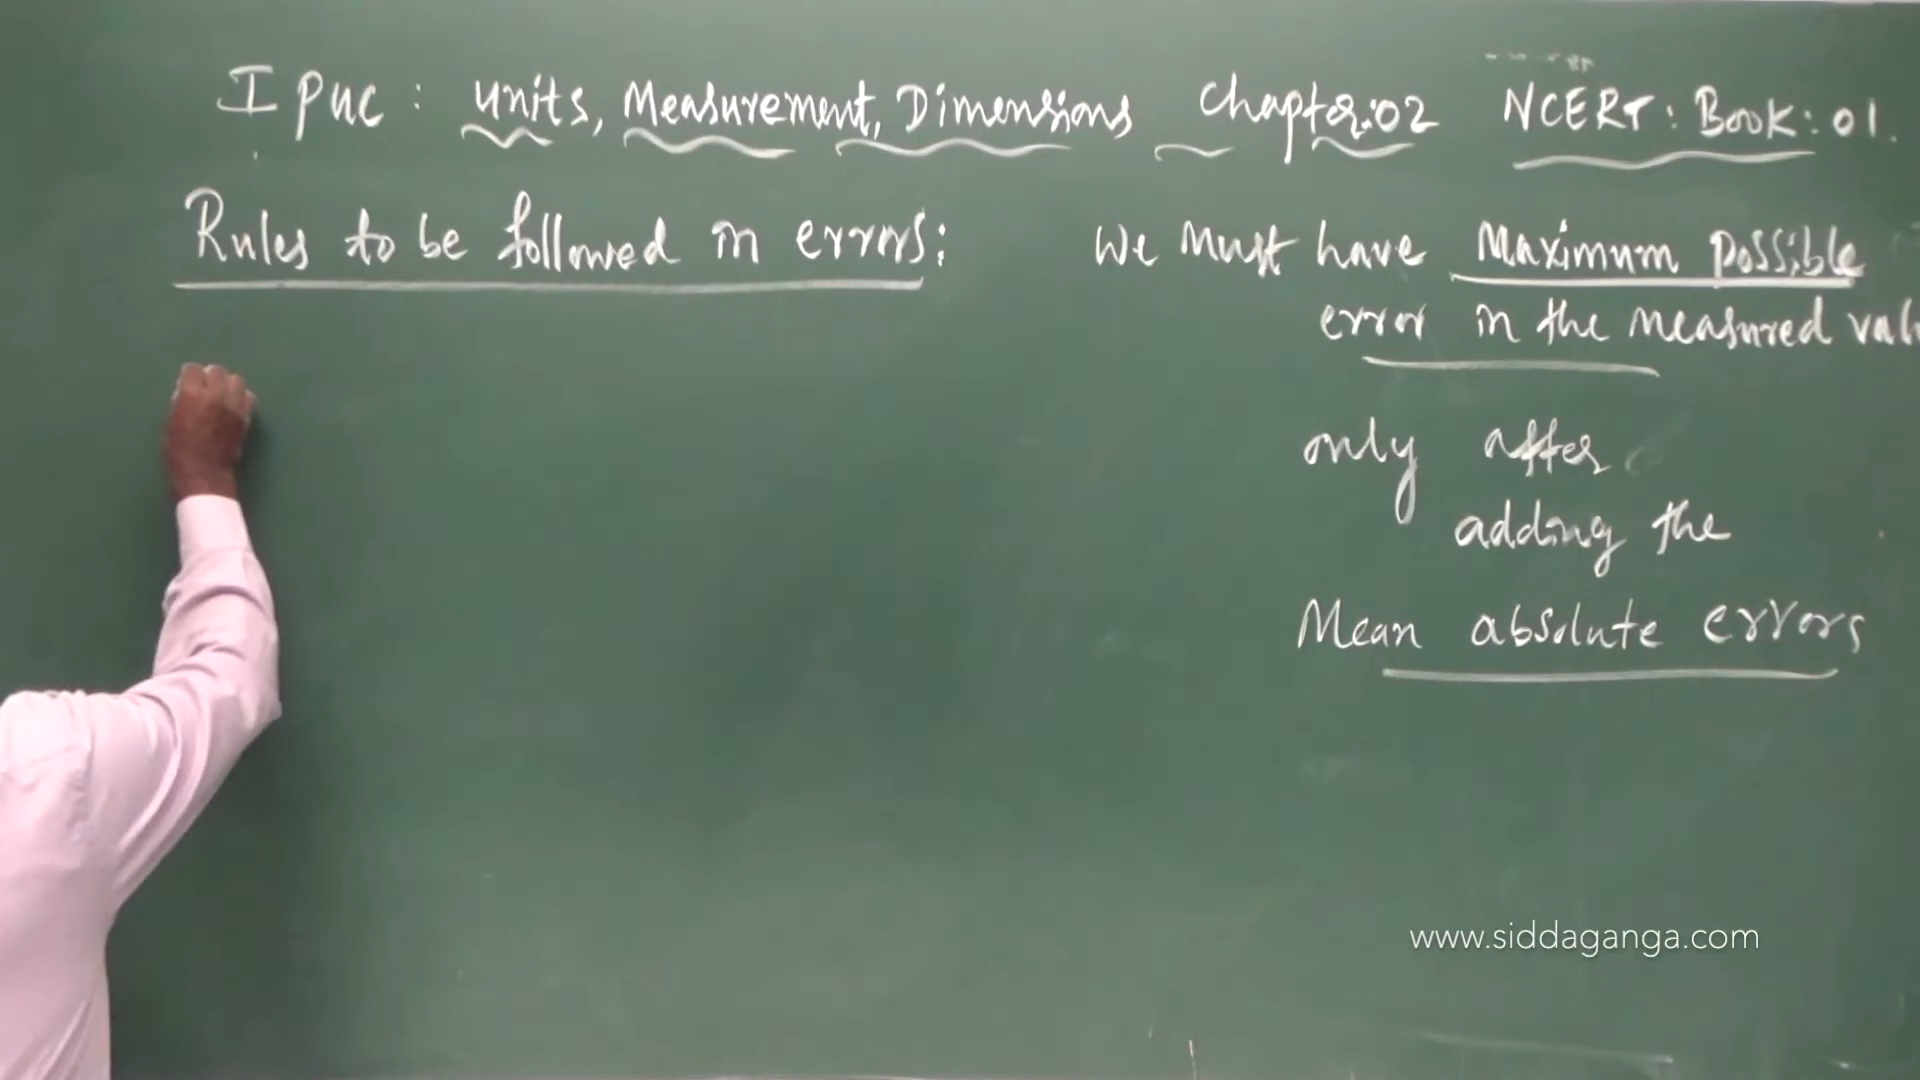 I PUC : Units, Measurement, Dimensions Chapter:02 NCERT: Book: 01.
Rules to be followed in errors:
We must have Maximum possible
error in the measured
only after
adding the
Mean absolute errors
www.siddaganga.com